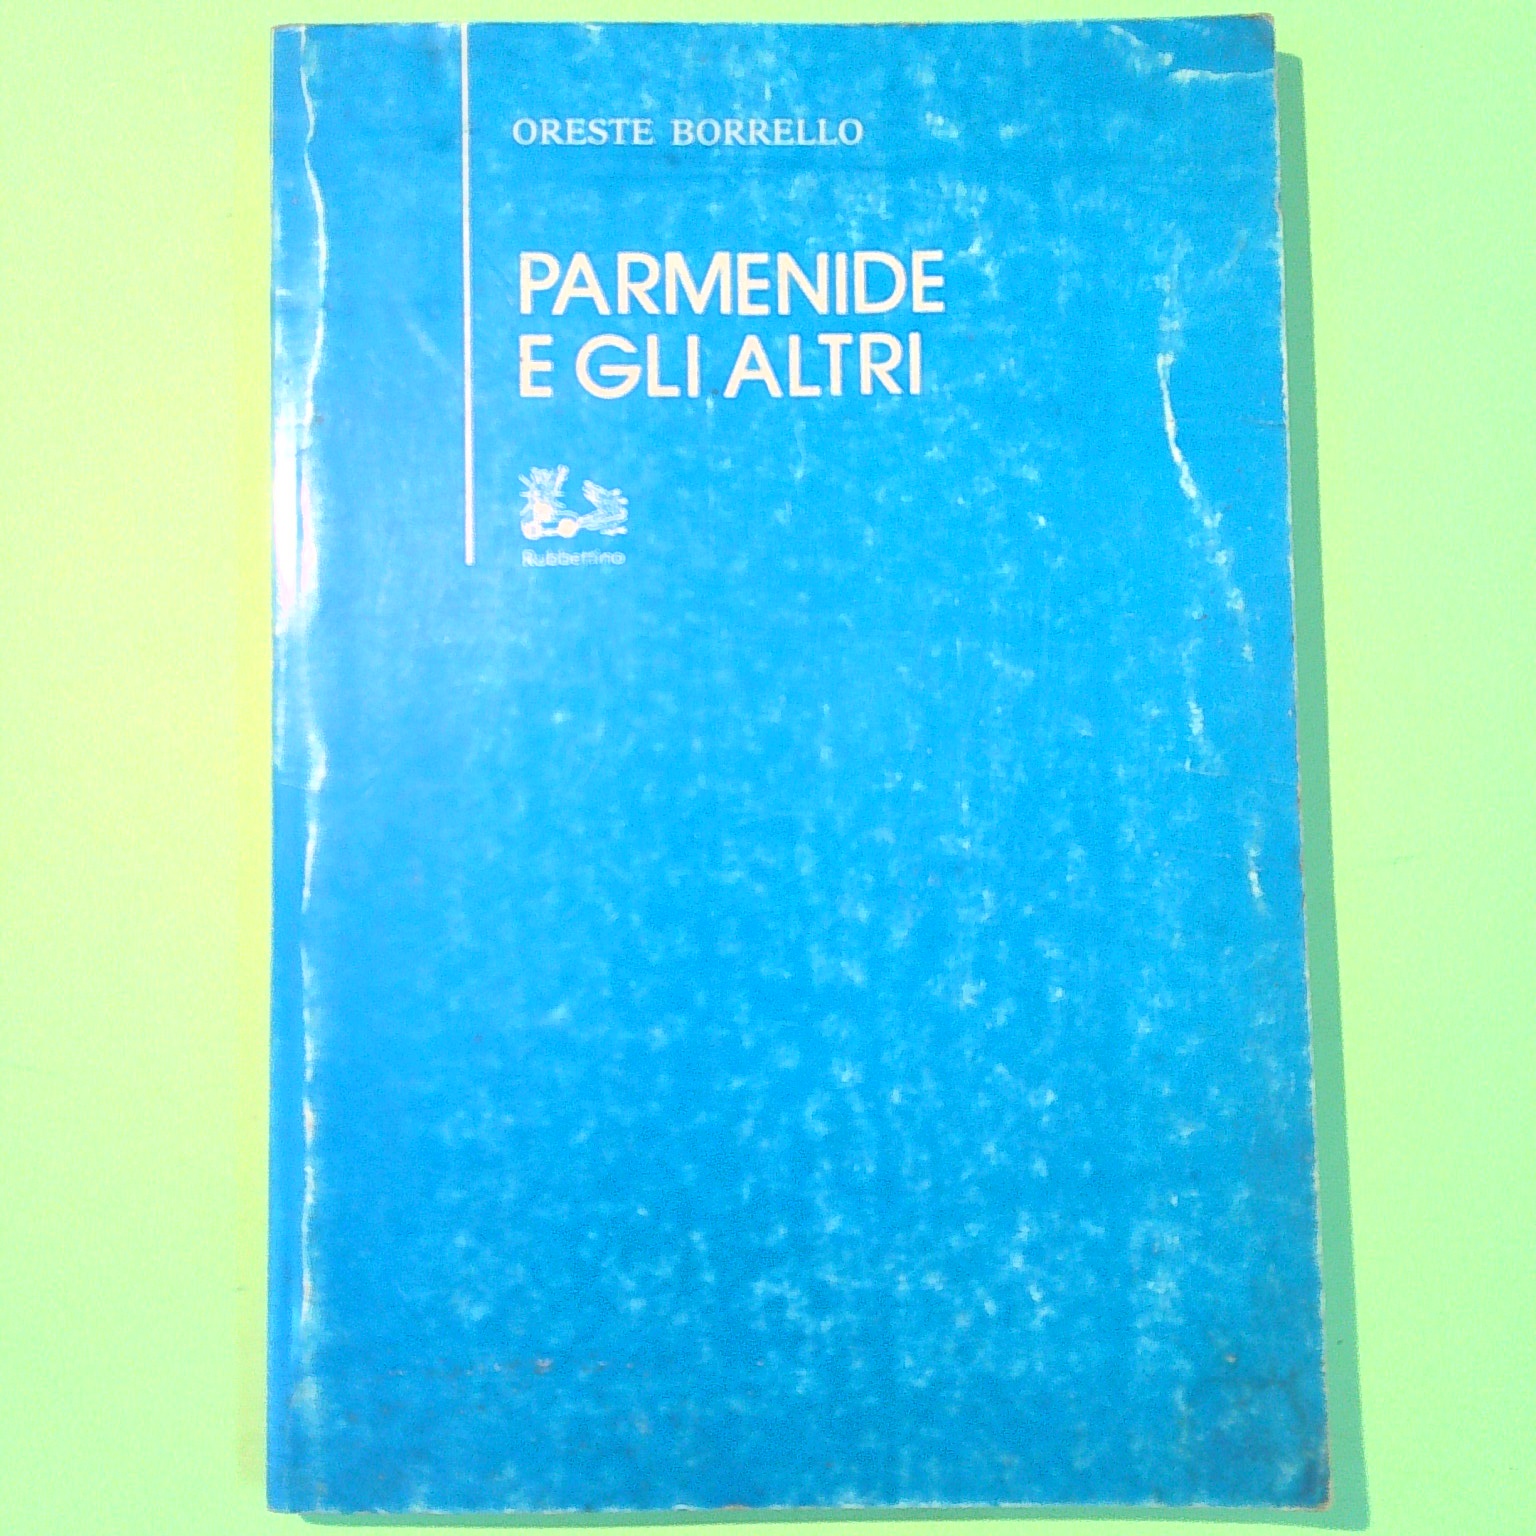 ORESTE BORRELLO
PARMENIDE
E GLI ALTRI
Rubbettino